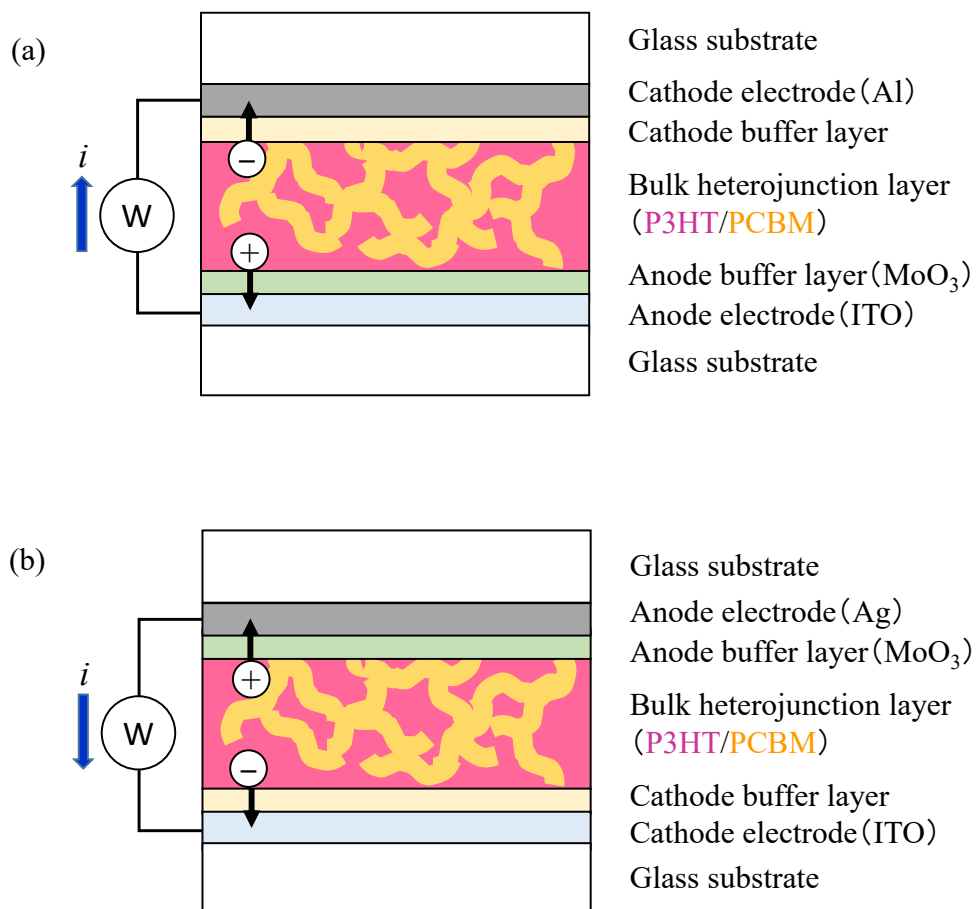 (a)
Glass substrate
Cathode electrode(Al)
Cathode buffer layer
−
i
W
Bulk heterojunction layer
(P3HT/PCBM)
+
Anode buffer layer(MoO₃)
Anode electrode(ITO)
Glass substrate
(b)
Glass substrate
Anode electrode(Ag)
Anode buffer layer(MoO₃)
+
i
W
Bulk heterojunction layer
(P3HT/PCBM)
−
Cathode buffer layer
Cathode electrode(ITO)
Glass substrate